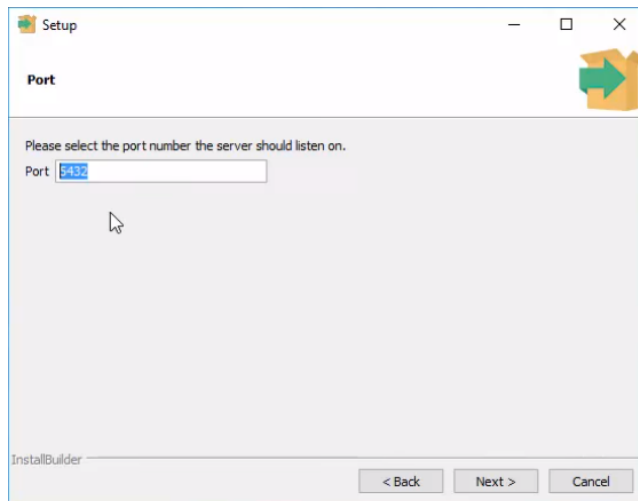 Setup
Port
Please select the port number the server should listen on.
Port 5432
InstallBuilder
< Back Next > Cancel